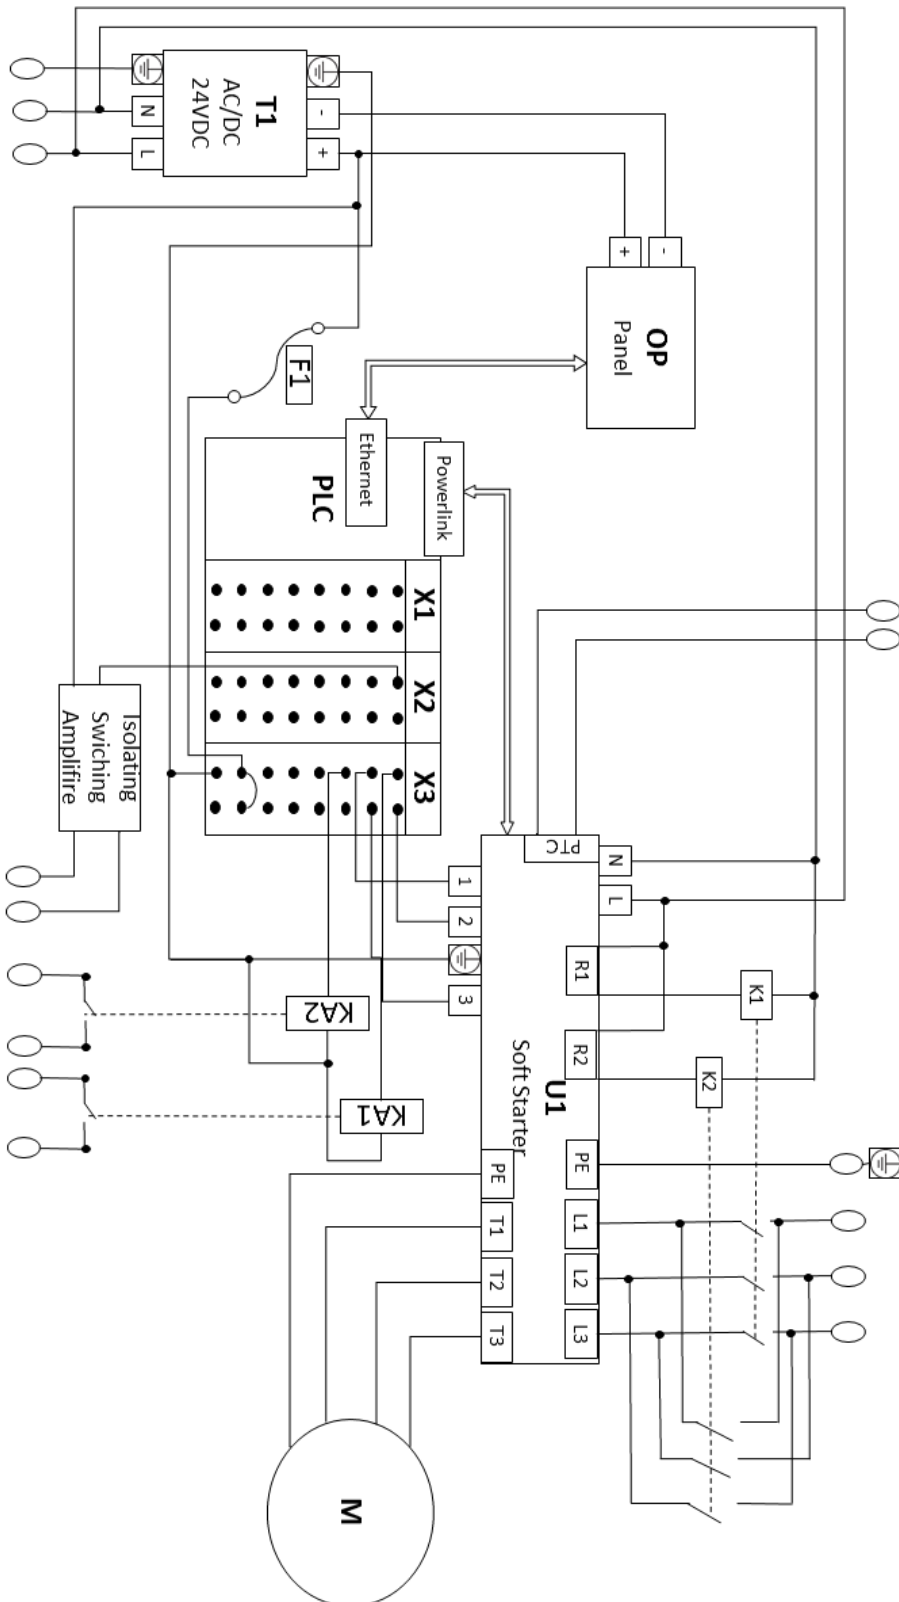 T1
AC/DC
24VDC
N
L
-
+
+
-
OP
Panel
F1
Ethernet
Powerlink
PLC
X1
X2
X3
Isolating
Swiching
Amplifire
PTC
N
L
1
2
3
R1
R2
K1
K2
KA2
KA1
U1
Soft Starter
PE
T1
T2
T3
PE
L1
L2
L3
M